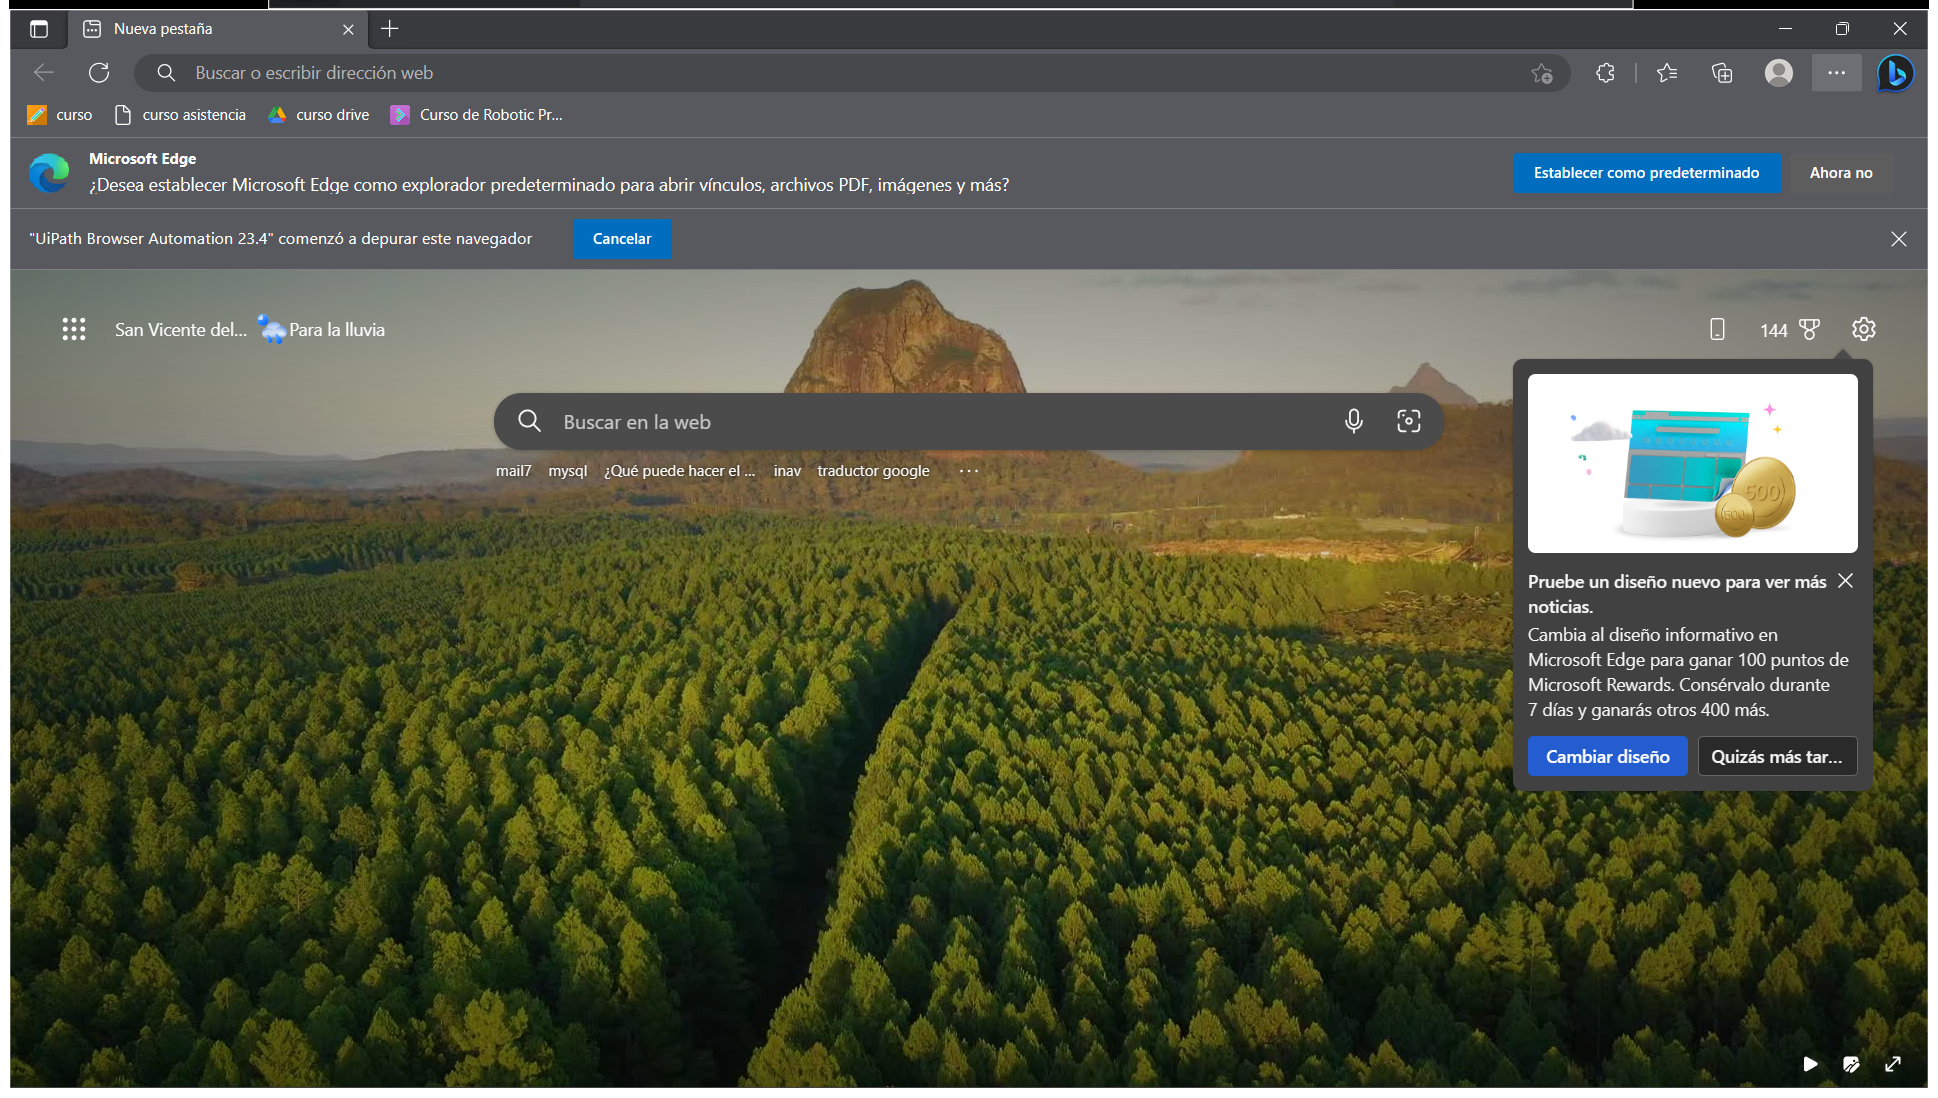 Nueva pestaña
Buscar o escribir dirección web
curso
curso asistencia
curso drive
Curso de Robotic Pr...
Microsoft Edge
¿Desea establecer Microsoft Edge como explorador predeterminado para abrir vínculos, archivos PDF, imágenes y más?
Establecer como predeterminado
Ahora no
"UiPath Browser Automation 23.4" comenzó a depurar este navegador
Cancelar
San Vicente del...
Para la lluvia
144
Buscar en la web
mail7
mysql
¿Qué puede hacer el ...
inav
traductor google
500
500
Pruebe un diseño nuevo para ver más
noticias.
Cambia al diseño informativo en
Microsoft Edge para ganar 100 puntos de
Microsoft Rewards. Consérvalo durante
7 días y ganarás otros 400 más.
Cambiar diseño
Quizás más tar...